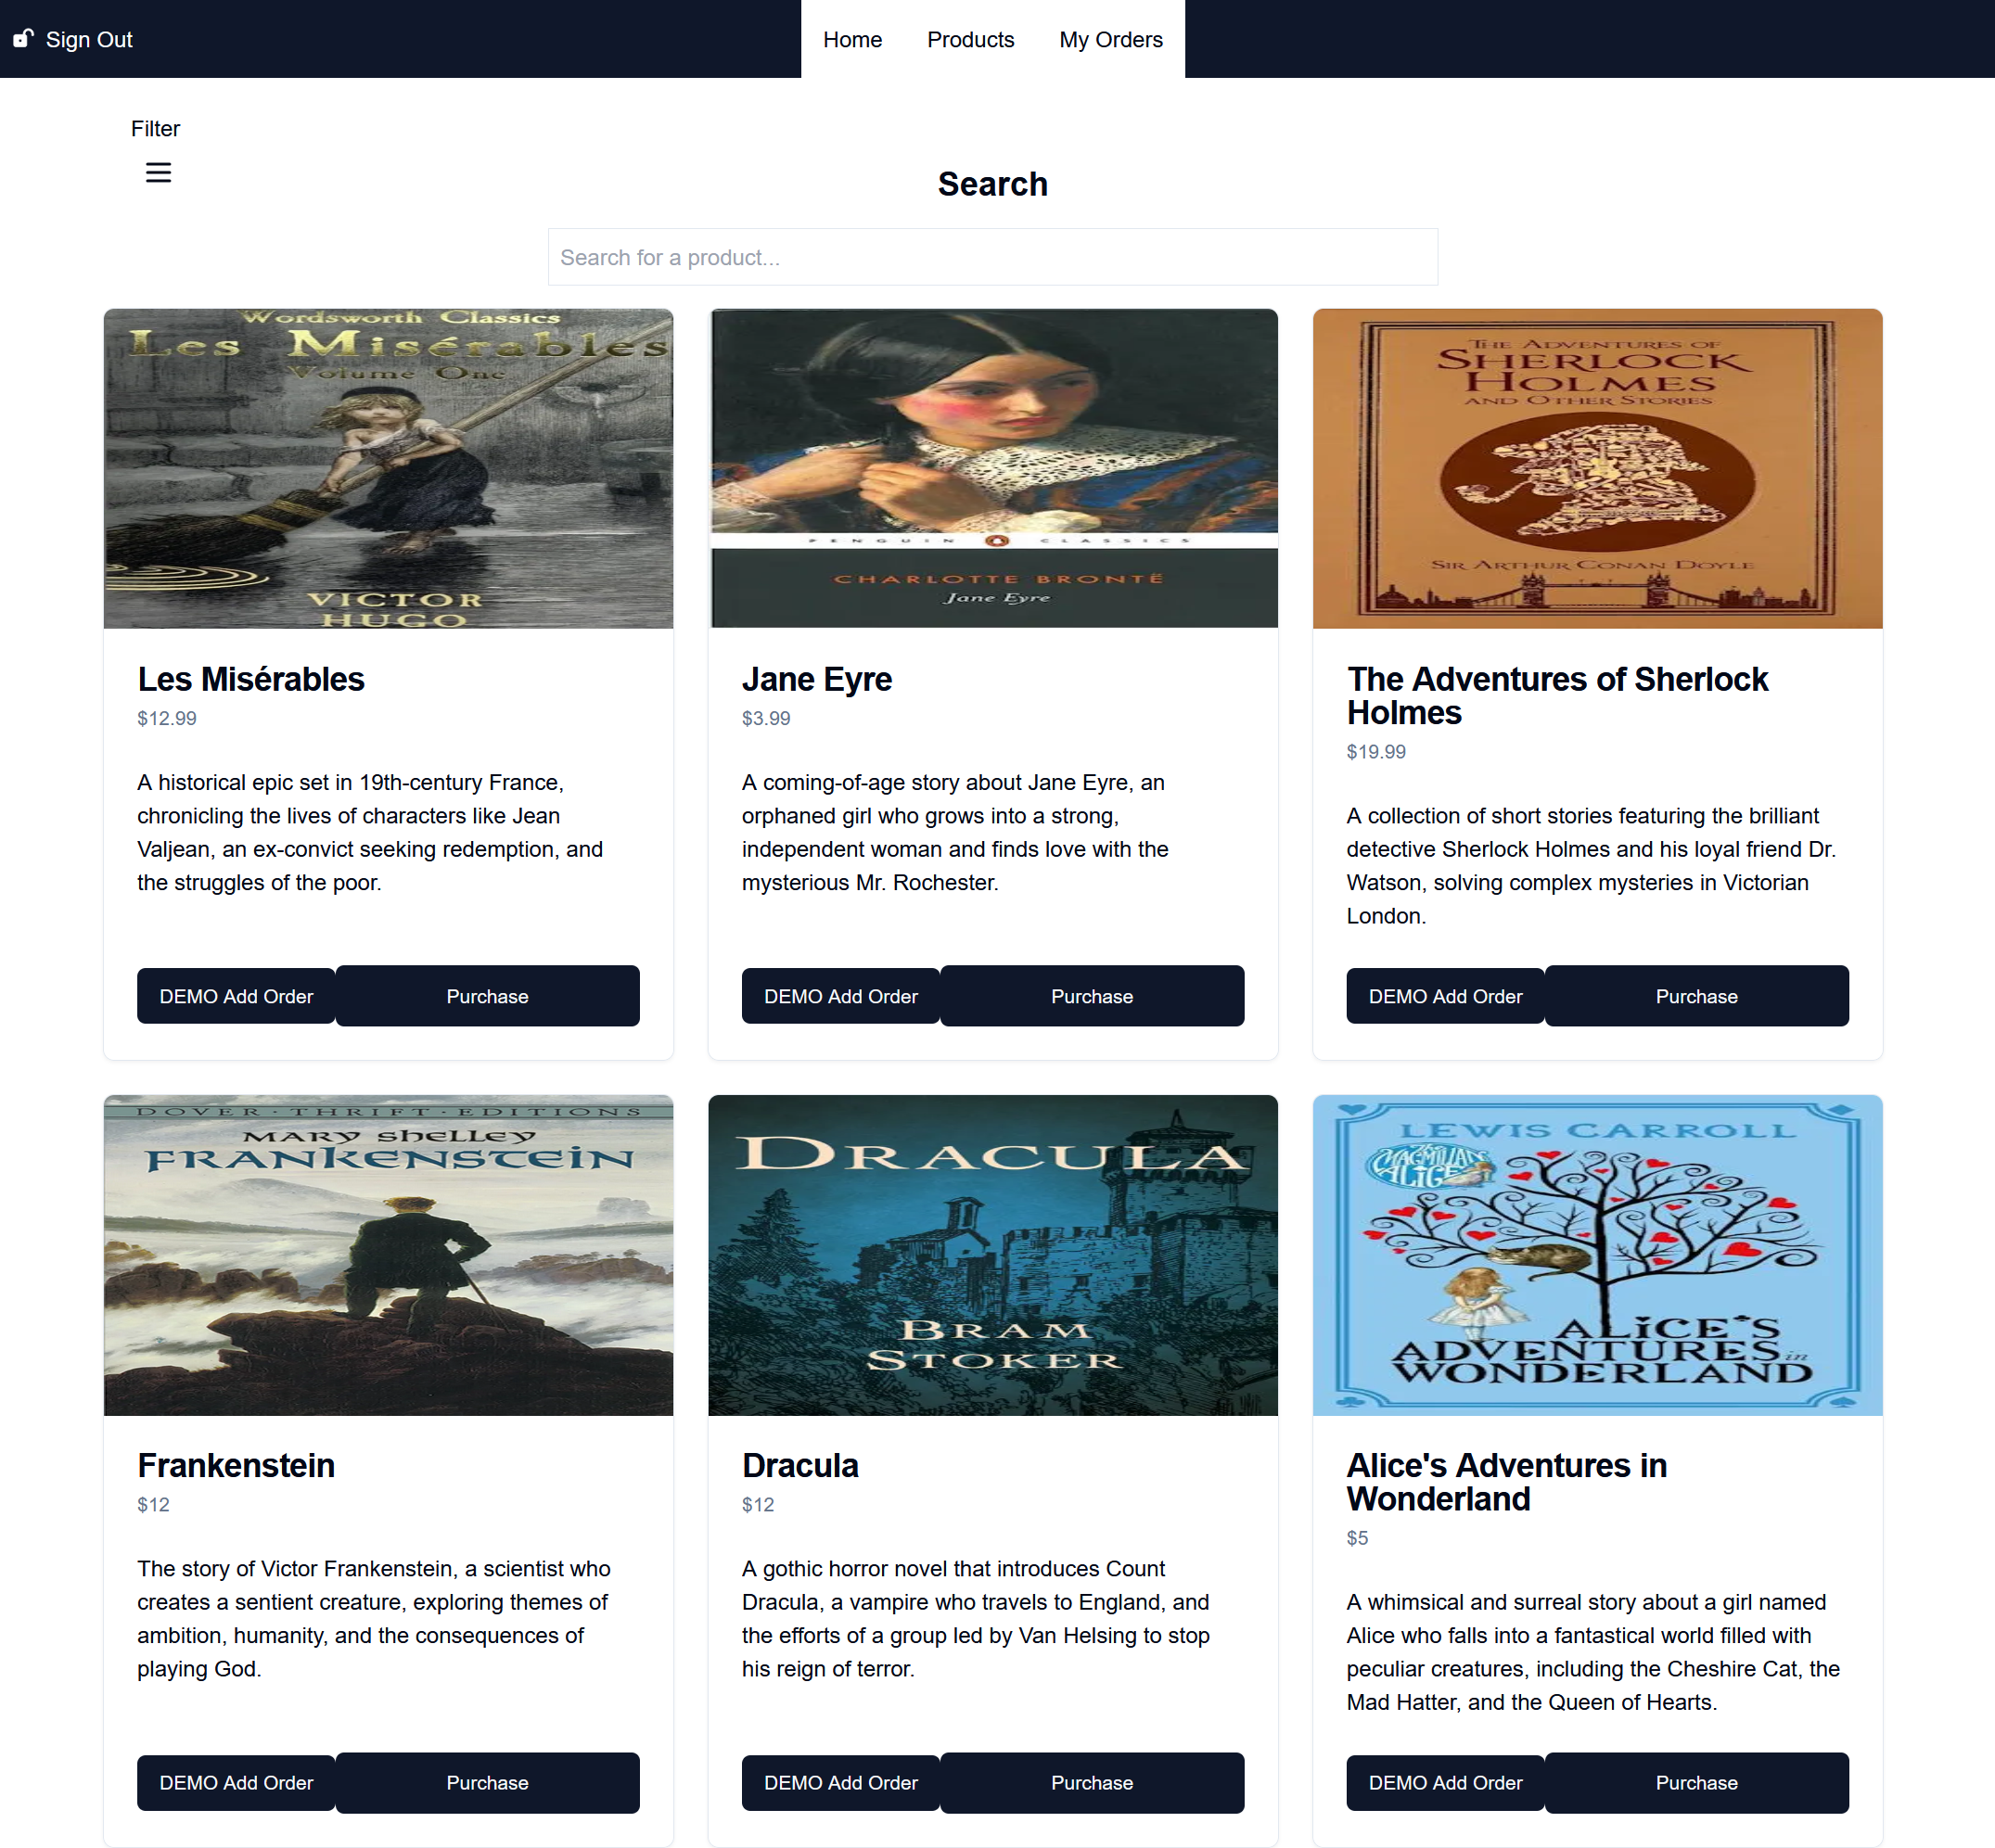 Sign Out
Home
Products
My Orders
Filter
Search
Search for a product...
Wordsworth Classics
Les Misérables
Volume One
VICTOR
HUGO
Les Misérables
$12.99
A historical epic set in 19th-century France,
chronicling the lives of characters like Jean
Valjean, an ex-convict seeking redemption, and
the struggles of the poor.
DEMO Add Order
Purchase
PENGUIN CLASSICS
CHARLOTTE BRONTË
Jane Eyre
Jane Eyre
$3.99
A coming-of-age story about Jane Eyre, an
orphaned girl who grows into a strong,
independent woman and finds love with the
mysterious Mr. Rochester.
DEMO Add Order
Purchase
THE ADVENTURES OF
SHERLOCK
HOLMES
AND OTHER STORIES
SIR ARTHUR CONAN DOYLE
The Adventures of Sherlock
Holmes
$19.99
A collection of short stories featuring the brilliant
detective Sherlock Holmes and his loyal friend Dr.
Watson, solving complex mysteries in Victorian
London.
DEMO Add Order
Purchase
DOVER · THRIFT · EDITIONS
MARY SHELLEY
FRANKENSTEIN
Frankenstein
$12
The story of Victor Frankenstein, a scientist who
creates a sentient creature, exploring themes of
ambition, humanity, and the consequences of
playing God.
DEMO Add Order
Purchase
DRACULA
BRAM
STOKER
Dracula
$12
A gothic horror novel that introduces Count
Dracula, a vampire who travels to England, and
the efforts of a group led by Van Helsing to stop
his reign of terror.
DEMO Add Order
Purchase
LEWIS CARROLL
THE
MACMILLAN
ALICE
ALICE'S
ADVENTURES in
WONDERLAND
Alice's Adventures in
Wonderland
$5
A whimsical and surreal story about a girl named
Alice who falls into a fantastical world filled with
peculiar creatures, including the Cheshire Cat, the
Mad Hatter, and the Queen of Hearts.
DEMO Add Order
Purchase